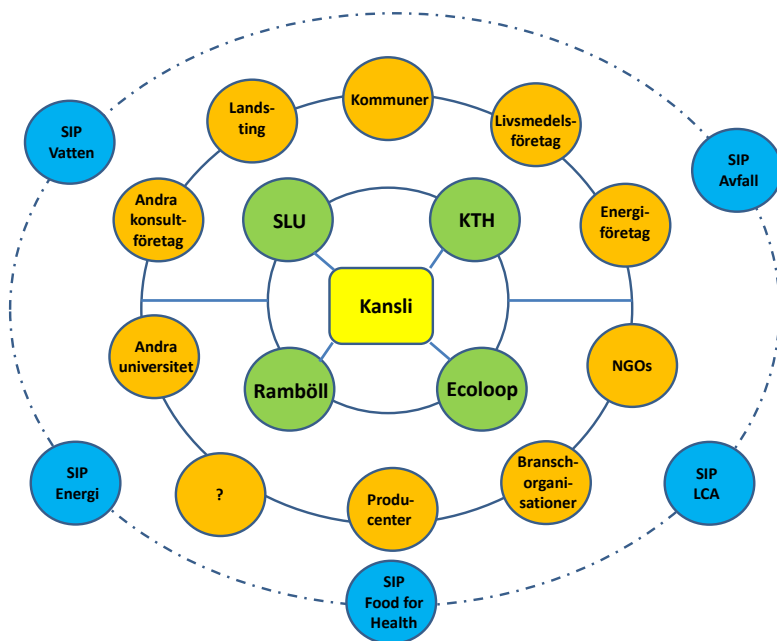 Kommuner
Lands-
ting
Livsmedels-
företag
SIP
Vatten
SIP
Avfall
Andra
konsult-
företag
SLU
KTH
Energi-
företag
Kansli
Andra
universitet
NGOs
Ramböll
Ecoloop
SIP
Energi
?
Produ-
center
Bransch-
organi-
sationer
SIP
LCA
SIP
Food for
Health